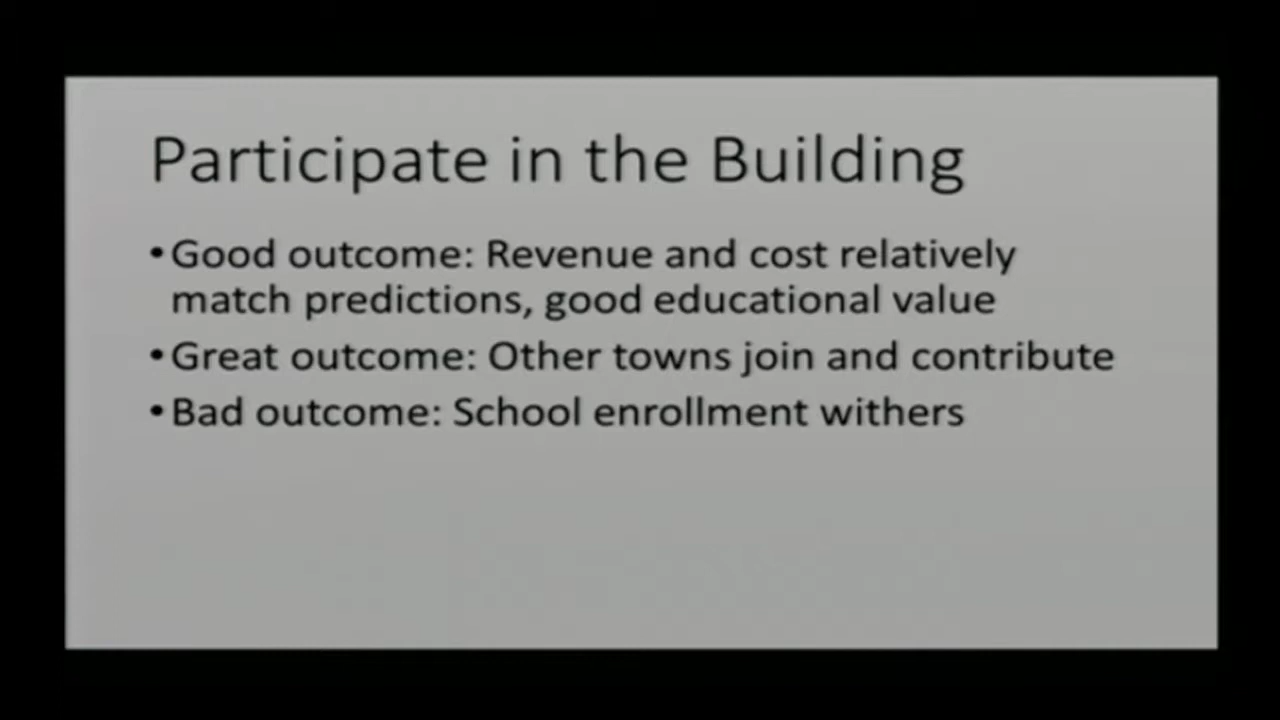 Participate in the Building
•Good outcome: Revenue and cost relatively
match predictions, good educational value
•Great outcome: Other towns join and contribute
•Bad outcome: School enrollment withers